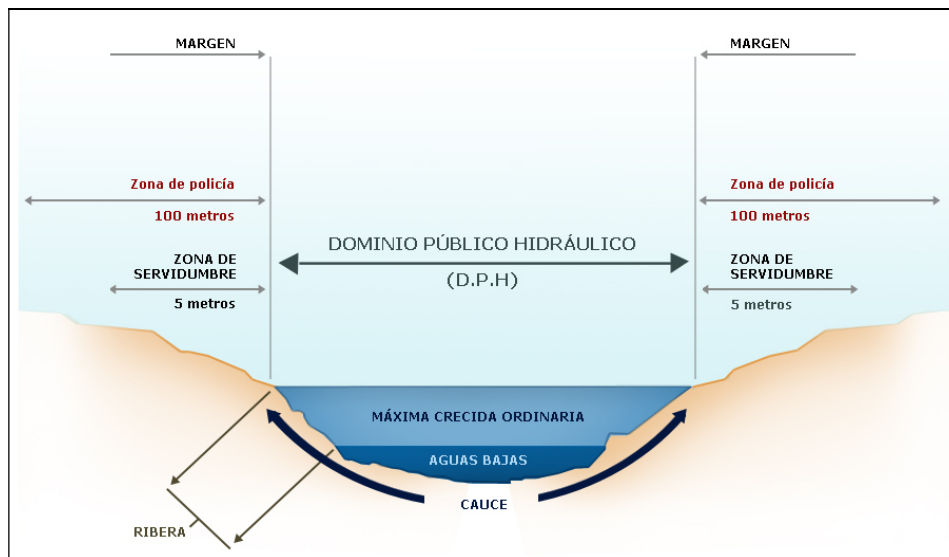 MARGEN
MARGEN
Zona de policía
100 metros
Zona de policía
100 metros
DOMINIO PÚBLICO HIDRÁULICO
(D.P.H)
ZONA DE
SERVIDUMBRE
5 metros
ZONA DE
SERVIDUMBRE
5 metros
MÁXIMA CRECIDA ORDINARIA
AGUAS BAJAS
CAUCE
RIBERA